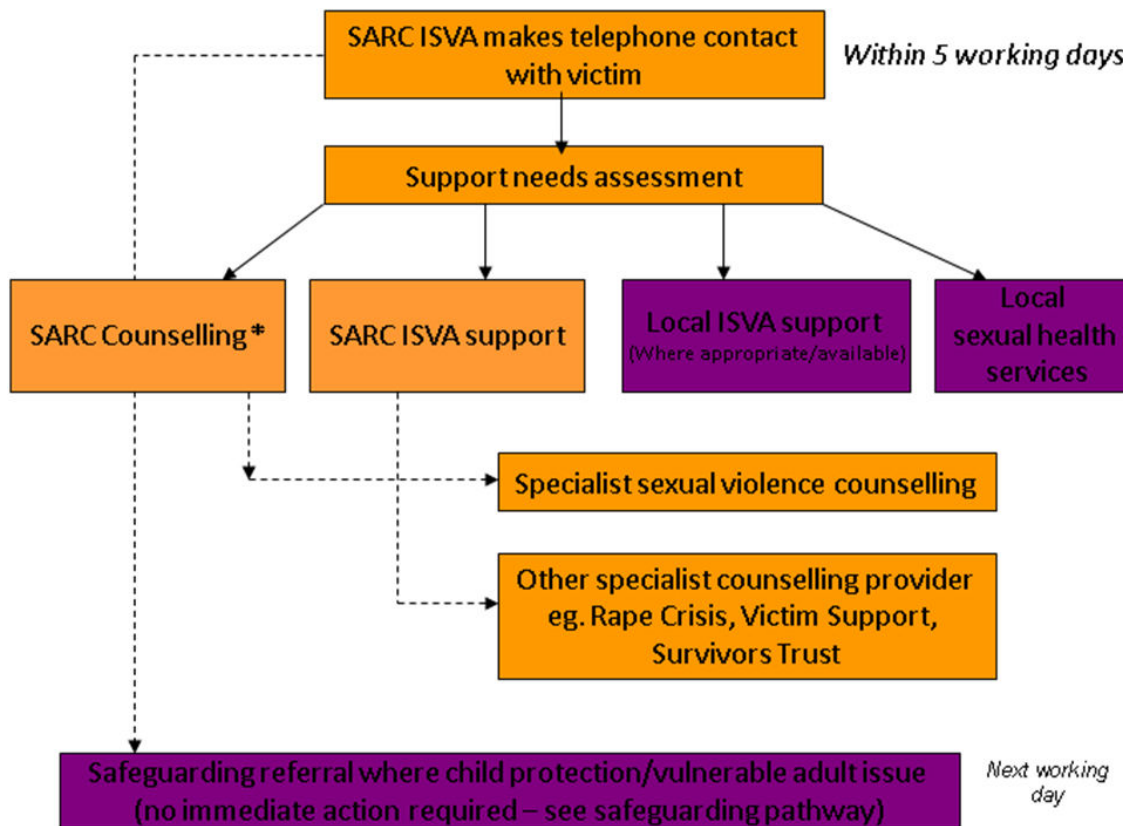 SARC ISVA makes telephone contact
with victim
Within 5 working days
Support needs assessment
SARC Counselling*
SARC ISVA support
Local ISVA support
(Where appropriate/available)
Local
sexual health
services
Specialist sexual violence counselling
Other specialist counselling provider
eg. Rape Crisis, Victim Support,
Survivors Trust
Safeguarding referral where child protection/vulnerable adult issue
(no immediate action required – see safeguarding pathway)
Next working
day